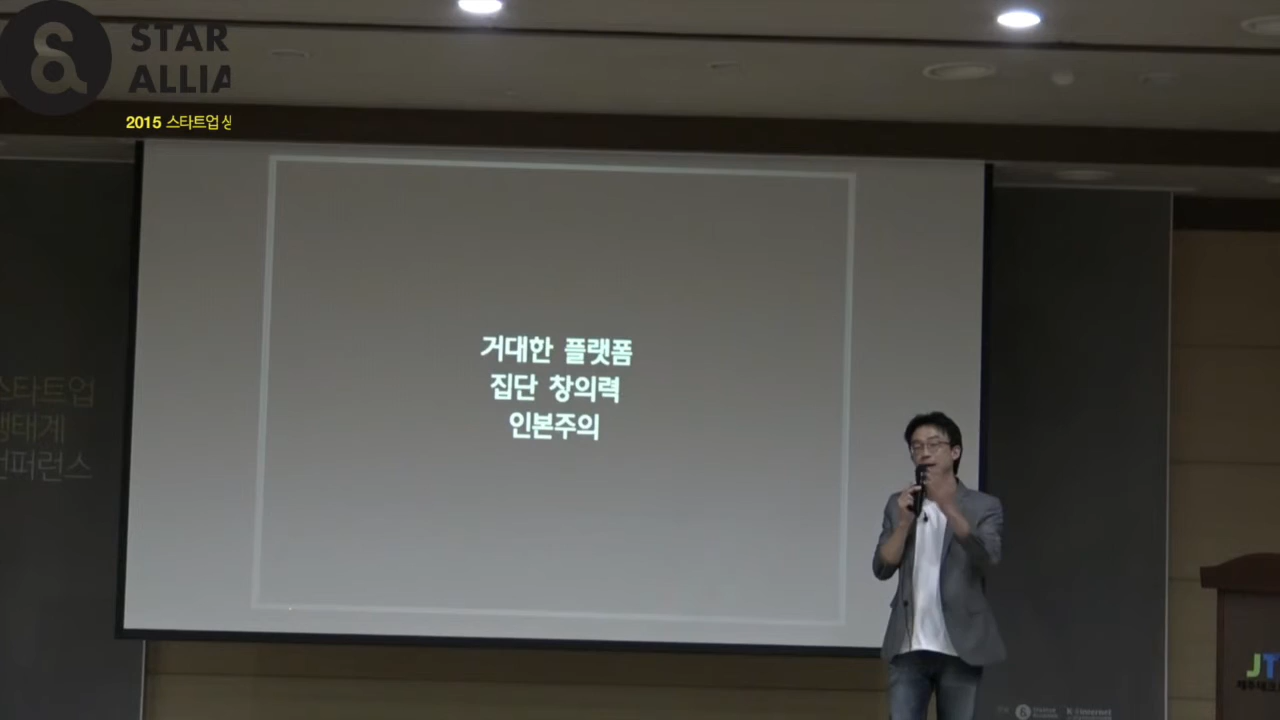 STAR
ALLIA
2015 스타트업 생
거대한 플랫폼
집단 창의력
인본주의
스타트업
생태계
컨퍼런스
JT